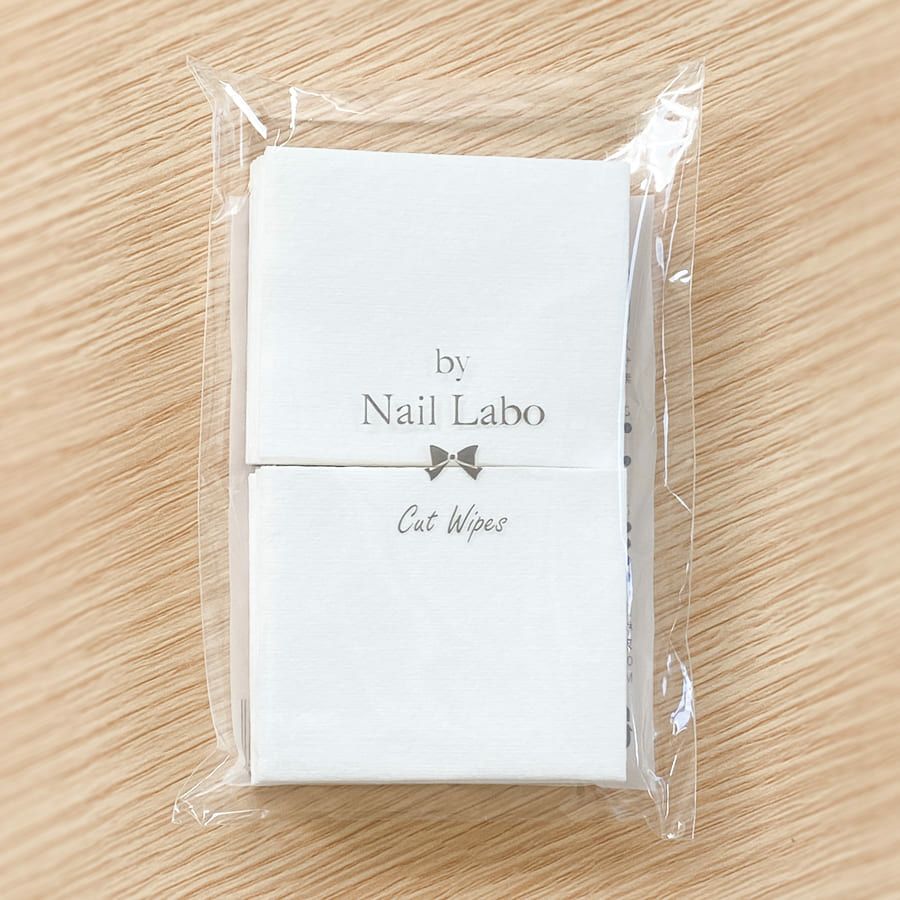 by
Nail Labo
Cut Wipes